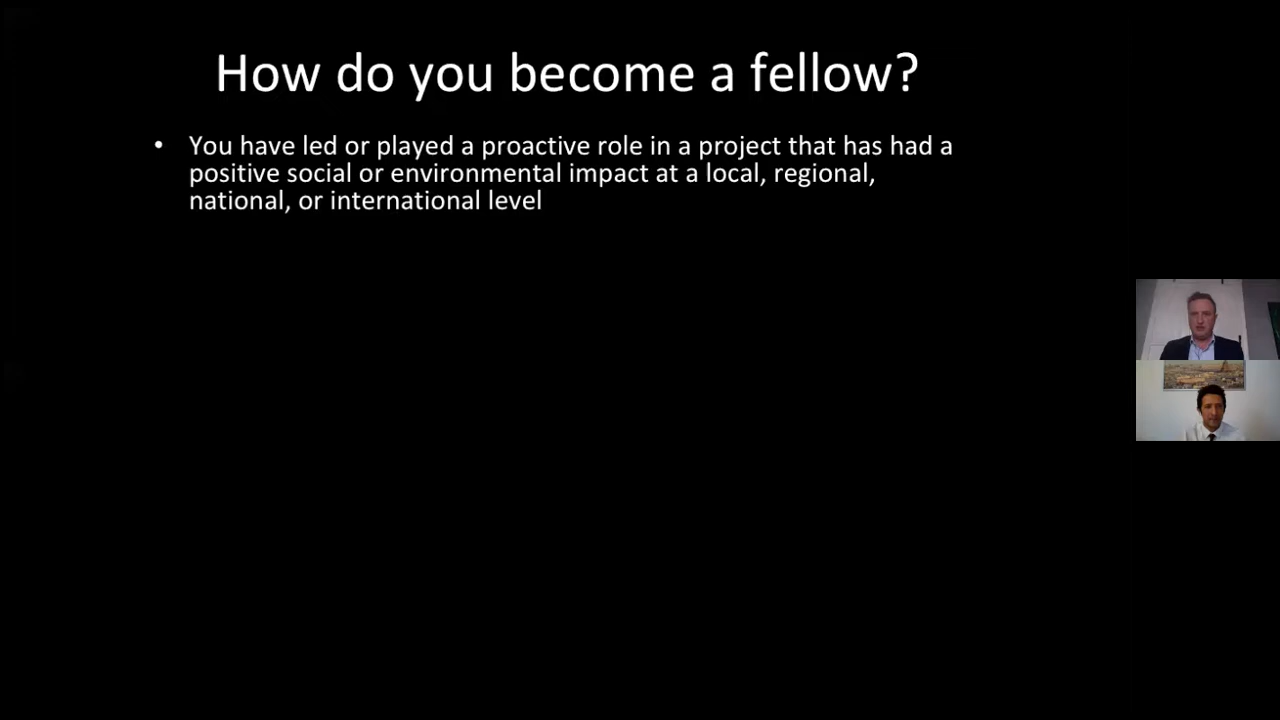 How do you become a fellow?
• You have led or played a proactive role in a project that has had a
positive social or environmental impact at a local, regional,
national, or international level